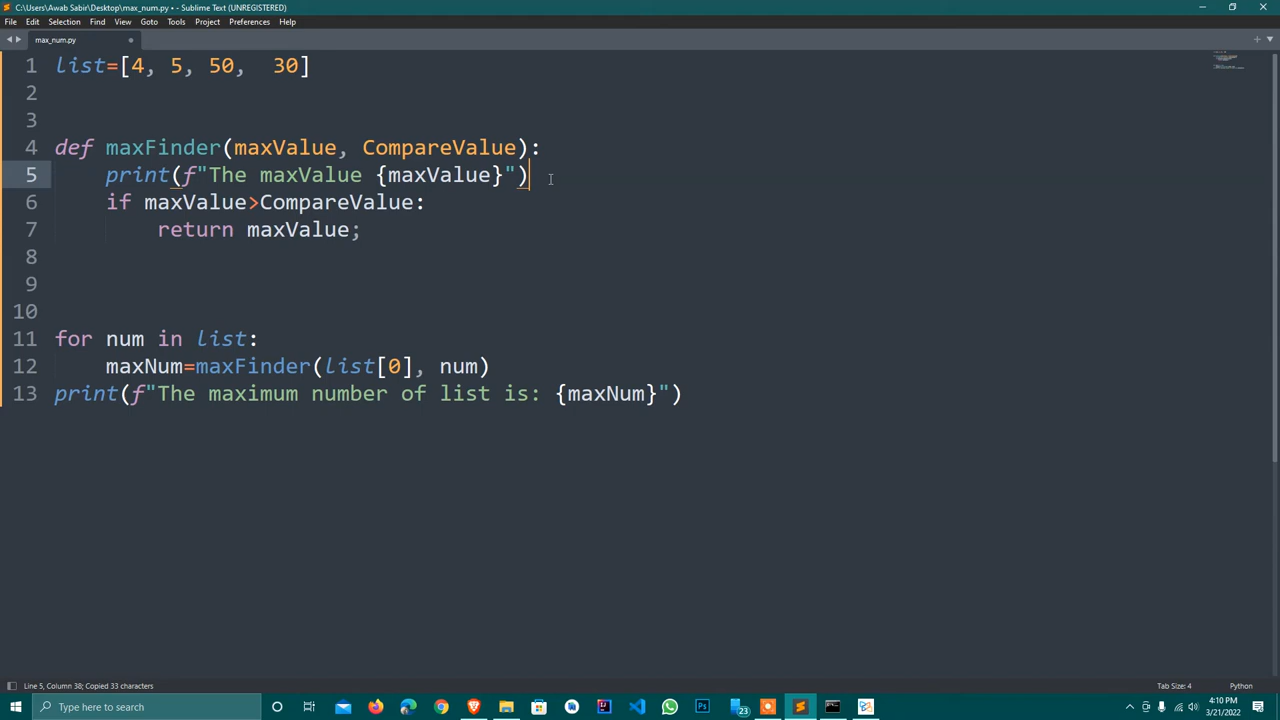 C:\Users\Awab Sabir\Desktop\max_num.py • - Sublime Text (UNREGISTERED)
File Edit Selection Find View Goto Tools Project Preferences Help
max_num.py
1 list=[4, 5, 50,  30]
2
3
4 def maxFinder(maxValue, CompareValue):
5     print(f"The maxValue {maxValue}")
6     if maxValue>CompareValue:
7         return maxValue;
8
9
10
11 for num in list:
12     maxNum=maxFinder(list[0], num)
13 print(f"The maximum number of list is: {maxNum}")
Line 5, Column 38; Copied 33 characters
Tab Size: 4
Python
Type here to search
Ps
23
4:10 PM
3/21/2022